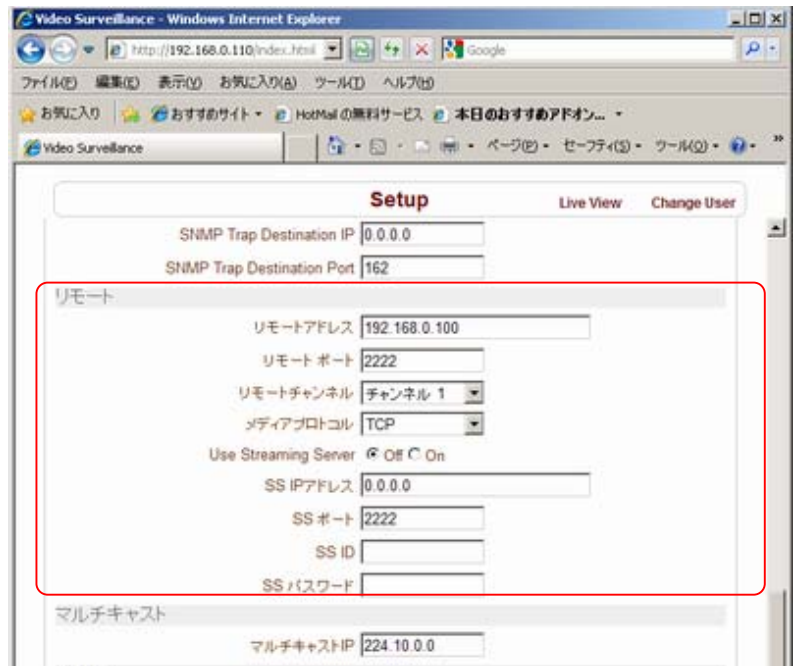 Video Surveillance - Windows Internet Explorer
http://192.168.0.110/index.html Google
ファイル(F) 編集(E) 表示(V) お気に入り(A) ツール(T) ヘルプ(H)
お気に入り おすすめサイト HotMail の無料サービス 本日のおすすめアドオン...
Video Surveillance ページ(P) セーフティ(S) ツール(O) »
Setup Live View Change User
SNMP Trap Destination IP 0.0.0.0
SNMP Trap Destination Port 162
リモート
リモートアドレス 192.168.0.100
リモート ポート 2222
リモートチャンネル チャンネル 1
メディアプロトコル TCP
Use Streaming Server Off On
SS IPアドレス 0.0.0.0
SS ポート 2222
SS ID
SS パスワード
マルチキャスト
マルチキャストIP 224.10.0.0